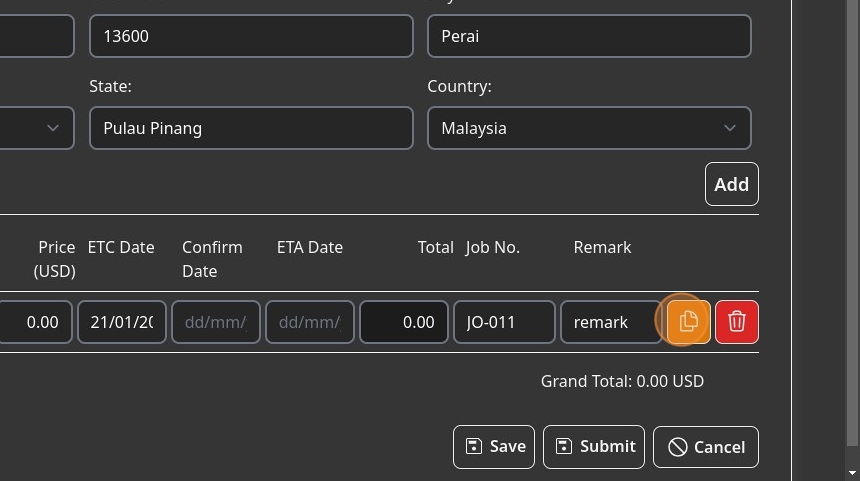 13600
Perai
State:
Country:
Pulau Pinang
Malaysia
Add
Price (USD)
ETC Date
Confirm Date
ETA Date
Total
Job No.
Remark
0.00
21/01/20
dd/mm/
dd/mm/
0.00
JO-011
remark
Grand Total: 0.00 USD
Save
Submit
Cancel